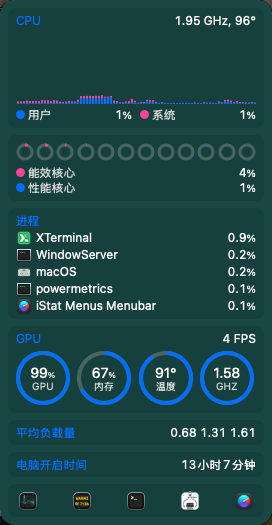 CPU 1.95 GHz, 96°
用户 1% 系统 1%
能效核心 4%
性能核心 1%
进程
XTerminal 0.9%
WindowServer 0.2%
macOS 0.2%
powermetrics 0.1%
iStat Menus Menubar 0.1%
GPU 4 FPS
99% 67% 91° 1.58
GPU 内存 温度 GHZ
平均负载量 0.68 1.31 1.61
电脑开启时间 13小时7分钟